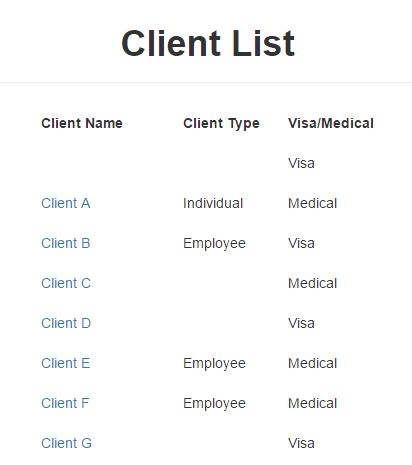 Client List
Client Name Client Type Visa/Medical
Visa
Client A Individual Medical
Client B Employee Visa
Client C Medical
Client D Visa
Client E Employee Medical
Client F Employee Medical
Client G Visa